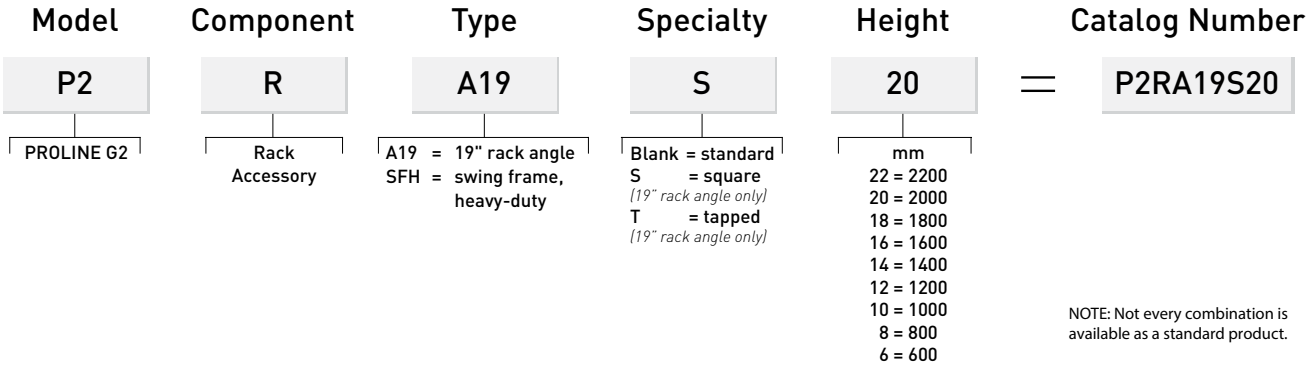 Model Component Type Specialty Height Catalog Number
P2 R A19 S 20 = P2RA19S20
PROLINE G2
Rack
Accessory
A19 = 19" rack angle
SFH = swing frame,
heavy-duty
Blank = standard
S = square
(19" rack angle only)
T = tapped
(19" rack angle only)
mm
22 = 2200
20 = 2000
18 = 1800
16 = 1600
14 = 1400
12 = 1200
10 = 1000
8 = 800
6 = 600
NOTE: Not every combination is
available as a standard product.